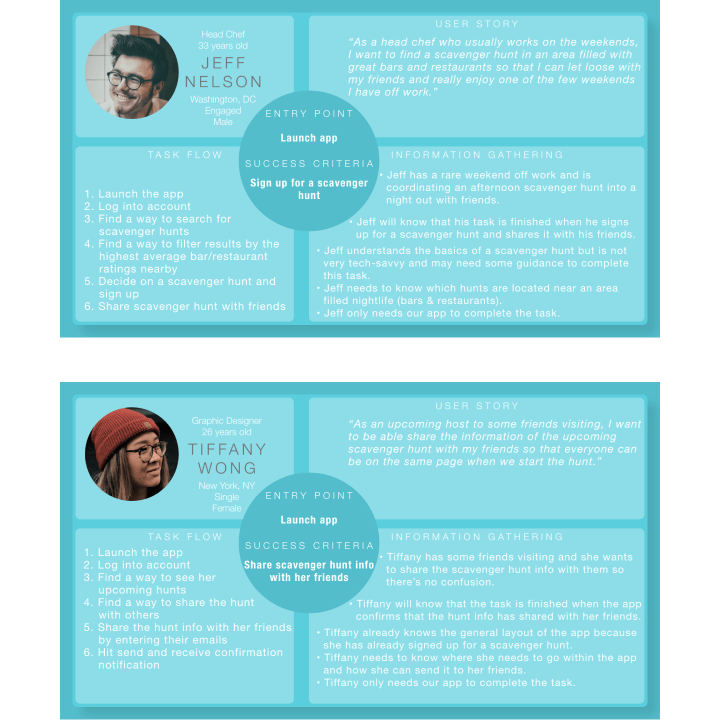 Head Chef
33 years old
JEFF
NELSON
Washington, DC
Engaged
Male
USER STORY
“As a head chef who usually works on the weekends,
I want to find a scavenger hunt in an area filled with
great bars and restaurants so that I can let loose with
my friends and really enjoy one of the few weekends
I have off work.”
ENTRY POINT
Launch app
SUCCESS CRITERIA
Sign up for a scavenger
hunt
TASK FLOW
1. Launch the app
2. Log into account
3. Find a way to search for
scavenger hunts
4. Find a way to filter results by the
highest average bar/restaurant
ratings nearby
5. Decide on a scavenger hunt and
sign up
6. Share scavenger hunt with friends
INFORMATION GATHERING
• Jeff has a rare weekend off work and is
coordinating an afternoon scavenger hunt into a
night out with friends.
• Jeff will know that his task is finished when he signs
up for a scavenger hunt and shares it with his friends.
• Jeff understands the basics of a scavenger hunt but is not
very tech-savvy and may need some guidance to complete
this task.
• Jeff needs to know which hunts are located near an area
filled nightlife (bars & restaurants).
• Jeff only needs our app to complete the task.
Graphic Designer
26 years old
TIFFANY
WONG
New York, NY
Single
Female
USER STORY
“As an upcoming host to some friends visiting, I want
to be able share the information of the upcoming
scavenger hunt with my friends so that everyone can
be on the same page when we start the hunt.”
ENTRY POINT
Launch app
SUCCESS CRITERIA
Share scavenger hunt info
with her friends
TASK FLOW
1. Launch the app
2. Log into account
3. Find a way to see her
upcoming hunts
4. Find a way to share the hunt
with others
5. Share the hunt info with her friends
by entering their emails
6. Hit send and receive confirmation
notification
INFORMATION GATHERING
• Tiffany has some friends visiting and she wants
to share the scavenger hunt info with them so
there’s no confusion.
• Tiffany will know that the task is finished when the app
confirms that the hunt info has shared with her friends.
• Tiffany already knows the general layout of the app because
she has already signed up for a scavenger hunt.
• Tiffany needs to know where she needs to go within the app
and how she can send it to her friends.
• Tiffany only needs our app to complete the task.